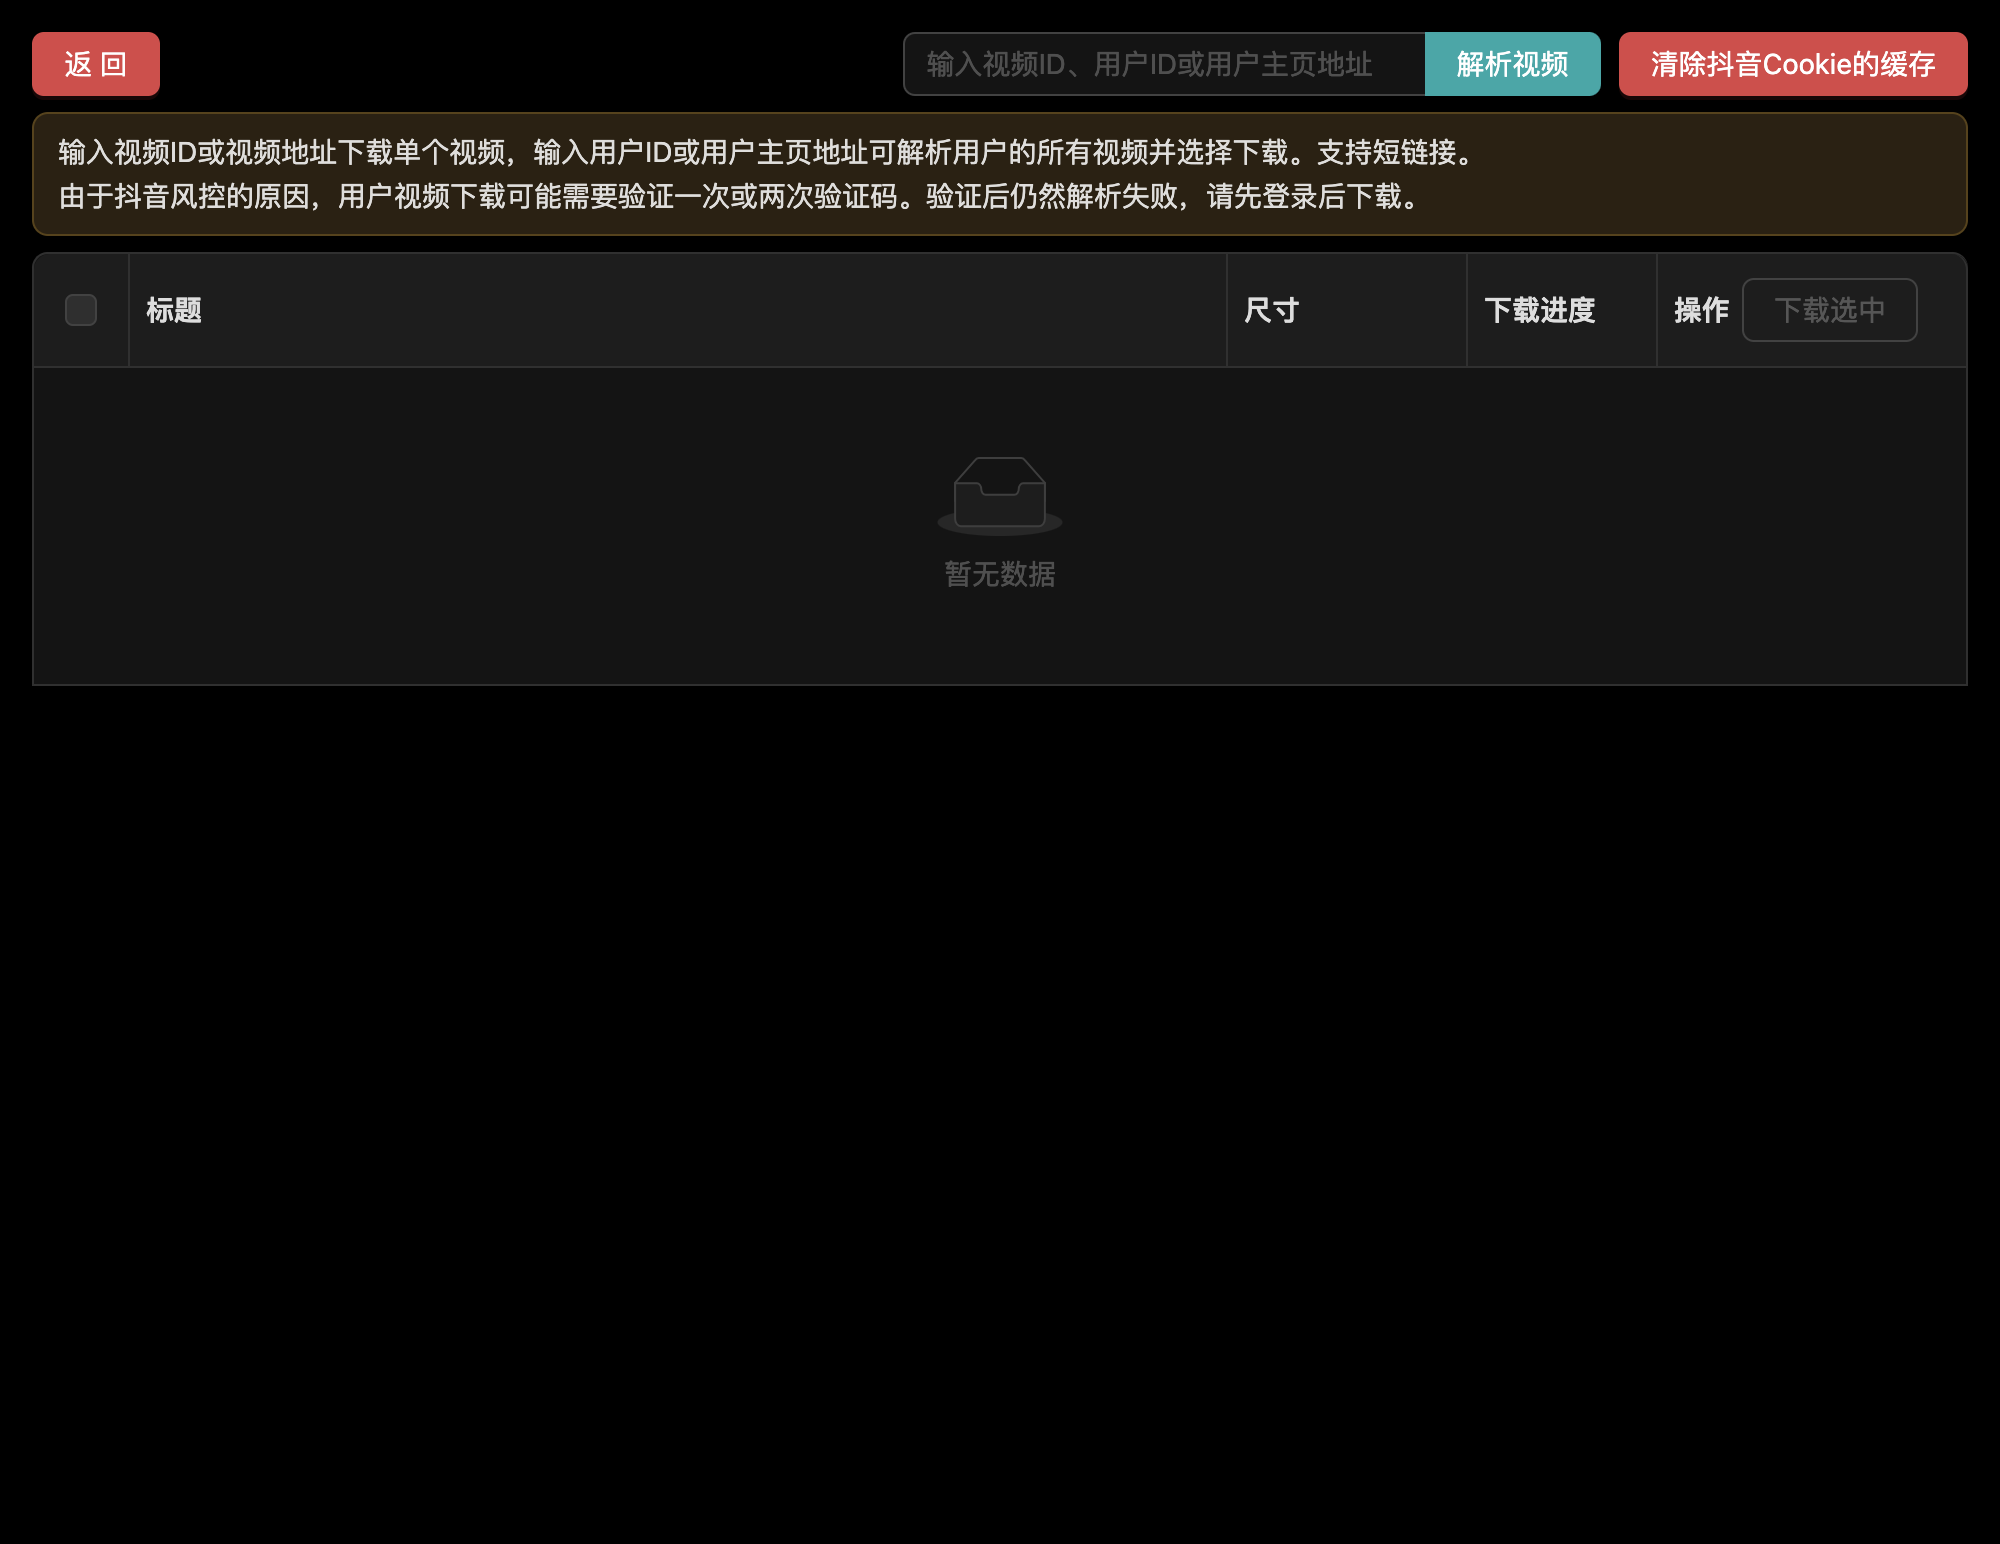 返 回
输入视频ID、用户ID或用户主页地址
解析视频
清除抖音Cookie的缓存
输入视频ID或视频地址下载单个视频，输入用户ID或用户主页地址可解析用户的所有视频并选择下载。支持短链接。
由于抖音风控的原因，用户视频下载可能需要验证一次或两次验证码。验证后仍然解析失败，请先登录后下载。
标题
尺寸
下载进度
操作
下载选中
暂无数据